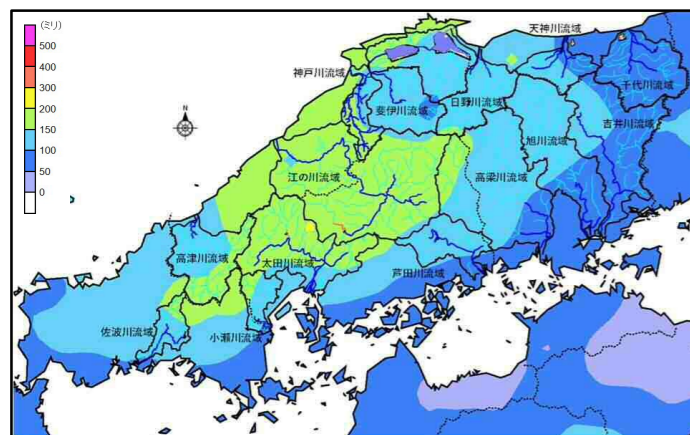 (ミリ)
500
400
300
200
150
100
50
0
N
天神川流域
神戸川流域
千代川流域
斐伊川流域
日野川流域
吉井川流域
旭川流域
江の川流域
高梁川流域
高津川流域
太田川流域
芦田川流域
佐波川流域
小瀬川流域